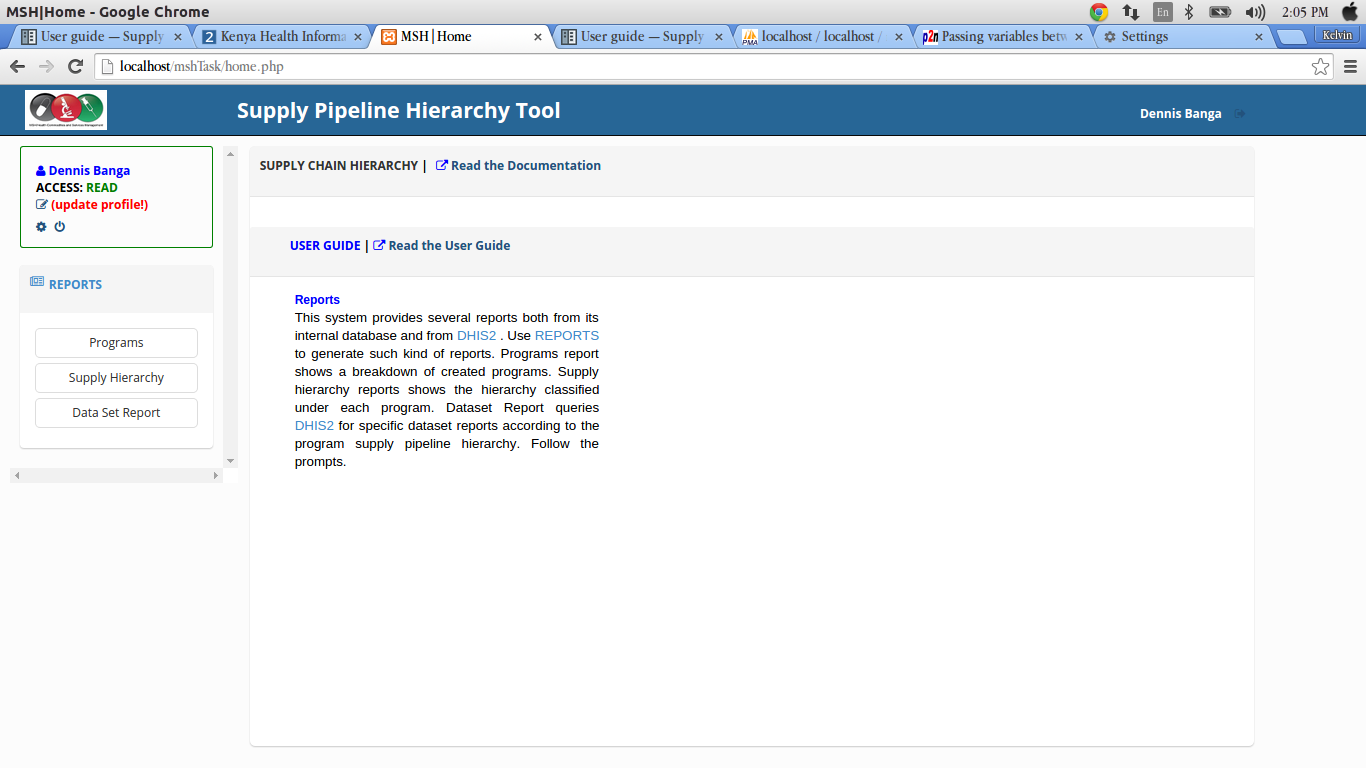 MSH|Home - Google Chrome
En
2:05 PM
User guide — Supply
Kenya Health Informa
MSH|Home
User guide — Supply
localhost / localhost /
Passing variables betw
Settings
Kelvin
localhost/mshTask/home.php
Supply Pipeline Hierarchy Tool
Dennis Banga
Dennis Banga
ACCESS: READ
(update profile!)
REPORTS
Programs
Supply Hierarchy
Data Set Report
SUPPLY CHAIN HIERARCHY | Read the Documentation
USER GUIDE | Read the User Guide
Reports
This system provides several reports both from its
internal database and from DHIS2 . Use REPORTS
to generate such kind of reports. Programs report
shows a breakdown of created programs. Supply
hierarchy reports shows the hierarchy classified
under each program. Dataset Report queries
DHIS2 for specific dataset reports according to the
program supply pipeline hierarchy. Follow the
prompts.